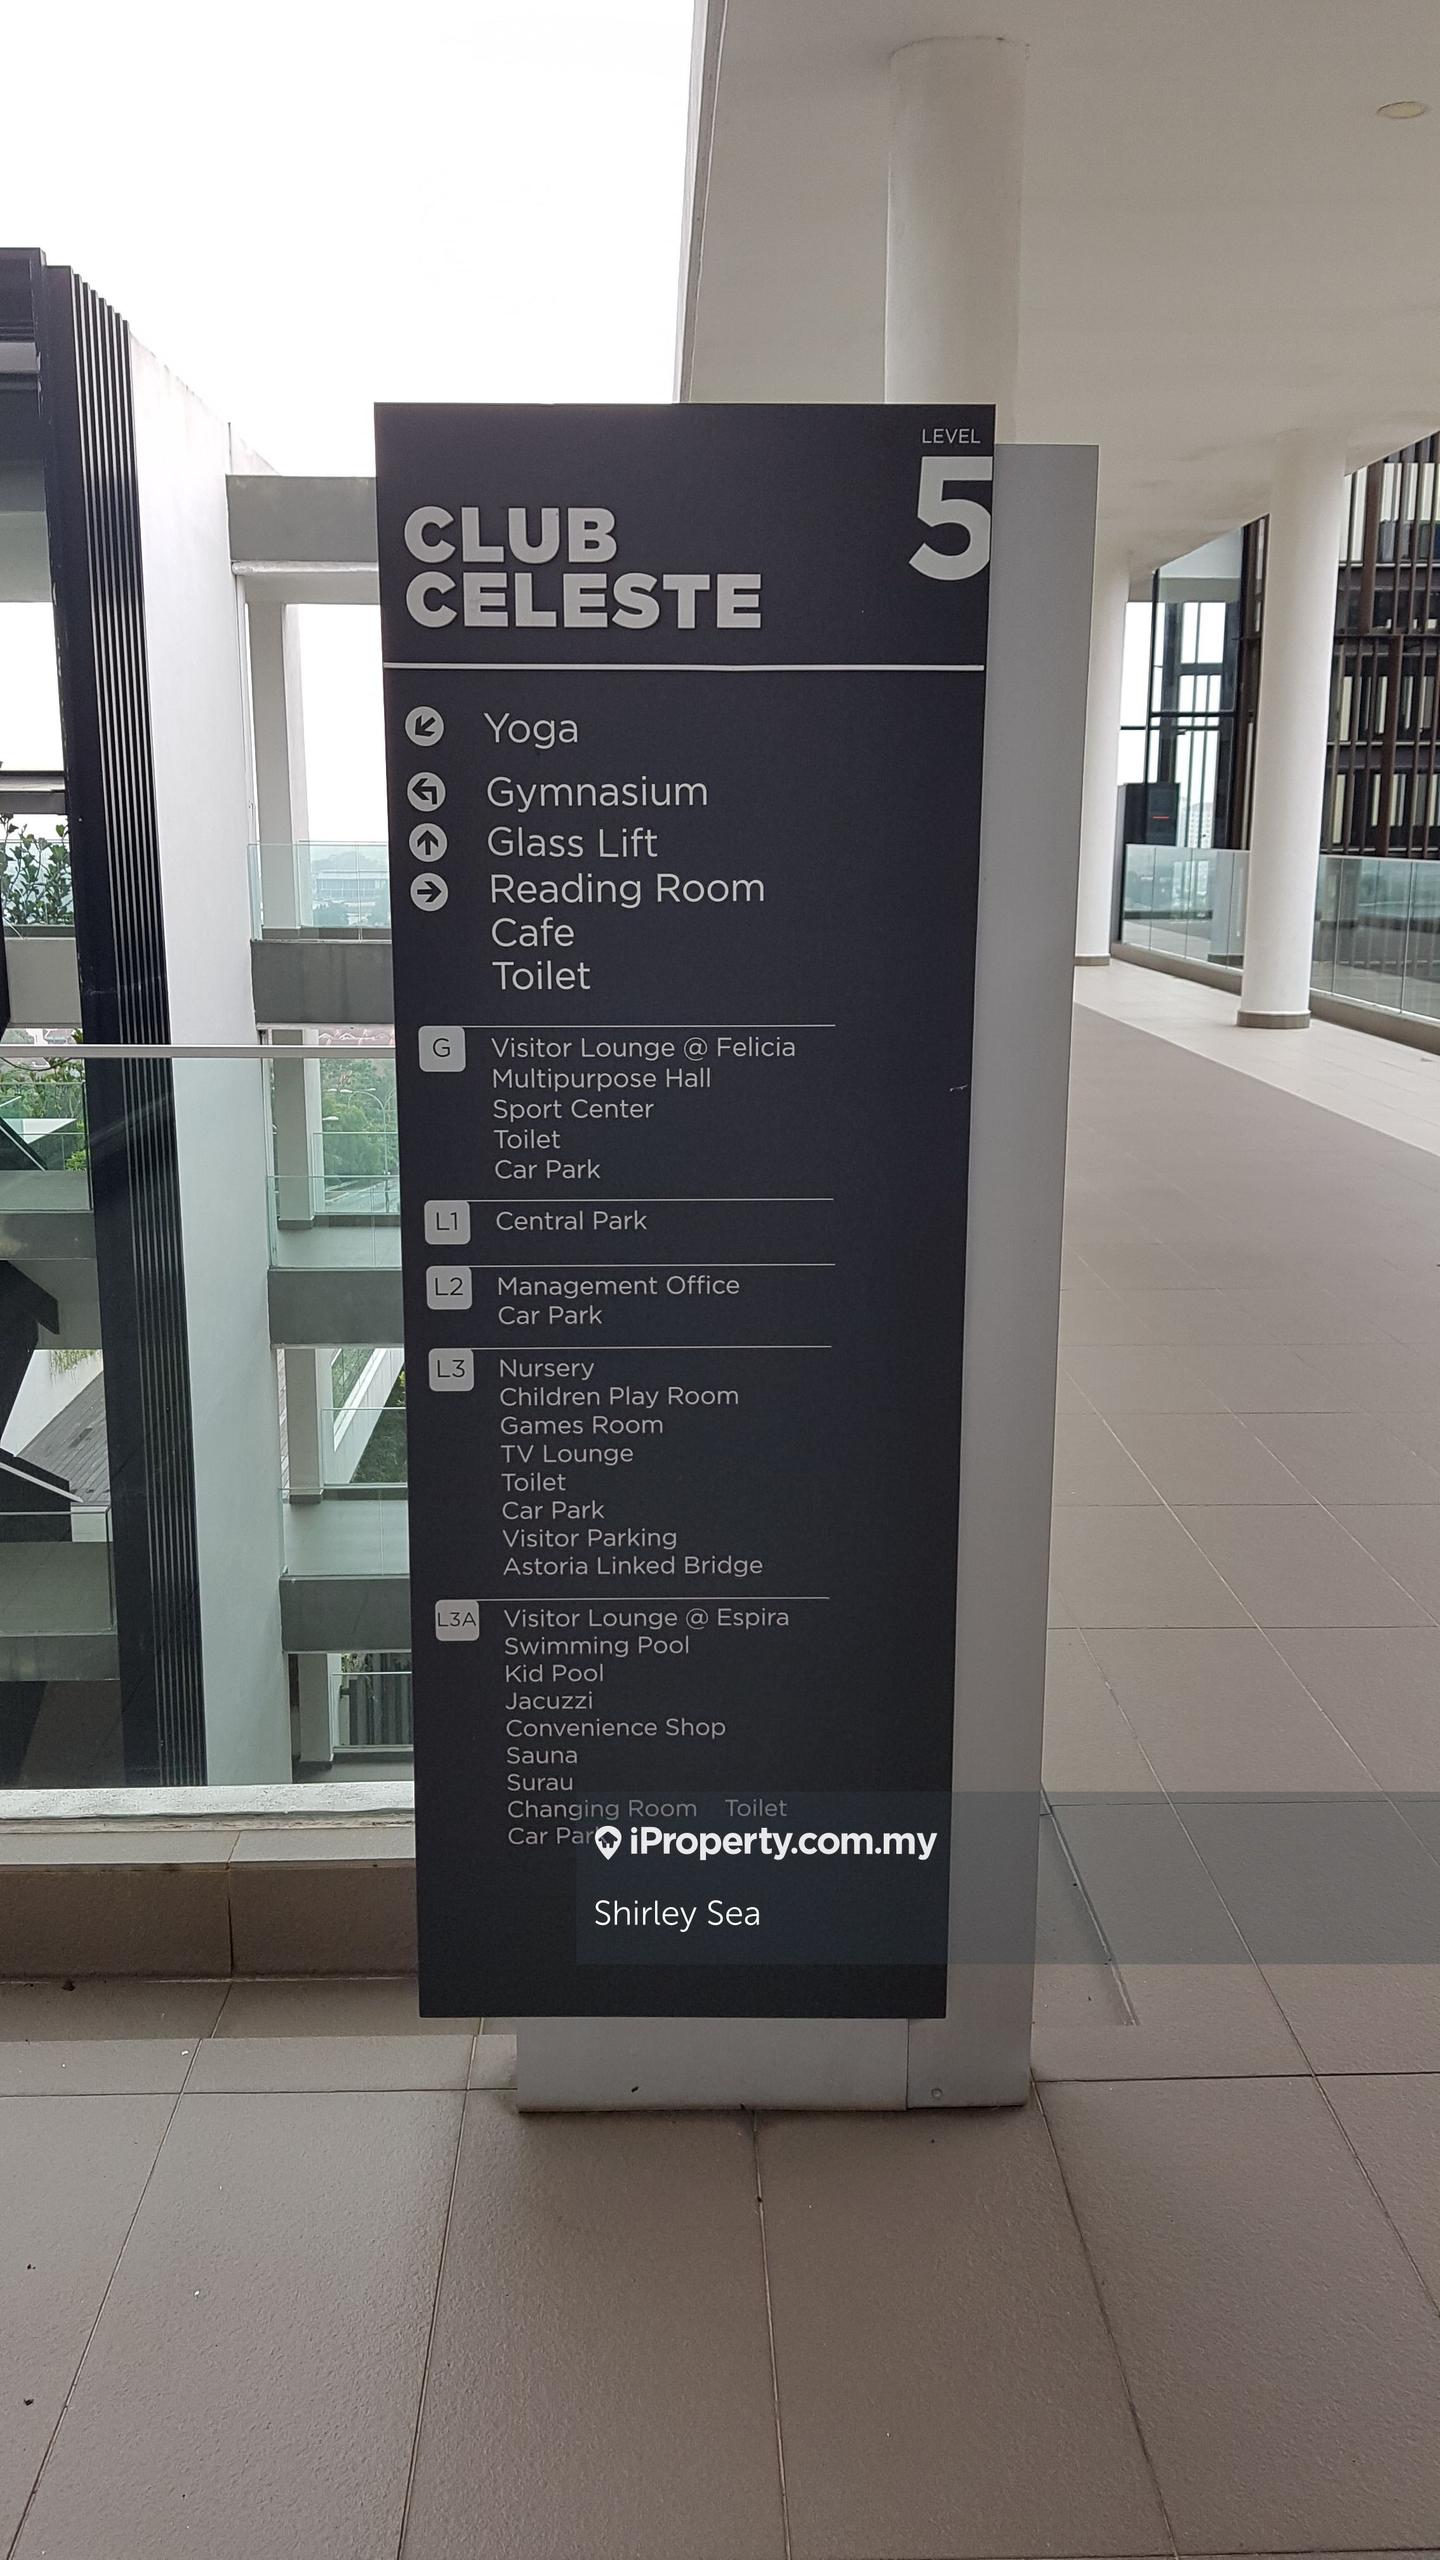 LEVEL
5
CLUB
CELESTE
Yoga
Gymnasium
Glass Lift
Reading Room
Cafe
Toilet
G Visitor Lounge @ Felicia
Multipurpose Hall
Sport Center
Toilet
Car Park
L1 Central Park
L2 Management Office
Car Park
L3 Nursery
Children Play Room
Games Room
TV Lounge
Toilet
Car Park
Visitor Parking
Astoria Linked Bridge
L3A Visitor Lounge @ Espira
Swimming Pool
Kid Pool
Jacuzzi
Convenience Shop
Sauna
Surau
Changing Room Toilet
Car Park
iProperty.com.my
Shirley Sea